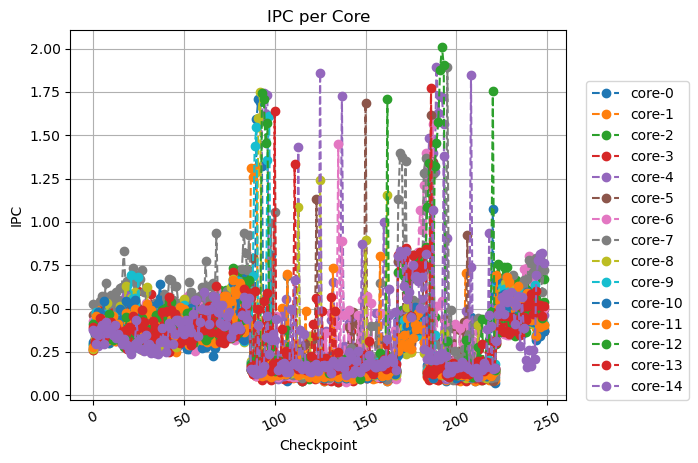 IPC per Core
IPC
2.00
1.75
1.50
1.25
1.00
0.75
0.50
0.25
0.00
0
50
100
150
200
250
Checkpoint
core-0
core-1
core-2
core-3
core-4
core-5
core-6
core-7
core-8
core-9
core-10
core-11
core-12
core-13
core-14